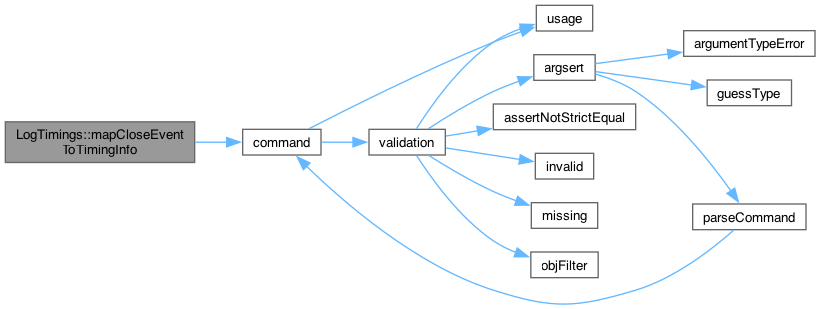 LogTimings::mapCloseEvent
ToTimingInfo
command
validation
usage
argsert
assertNotStrictEqual
invalid
missing
objFilter
argumentTypeError
guessType
parseCommand